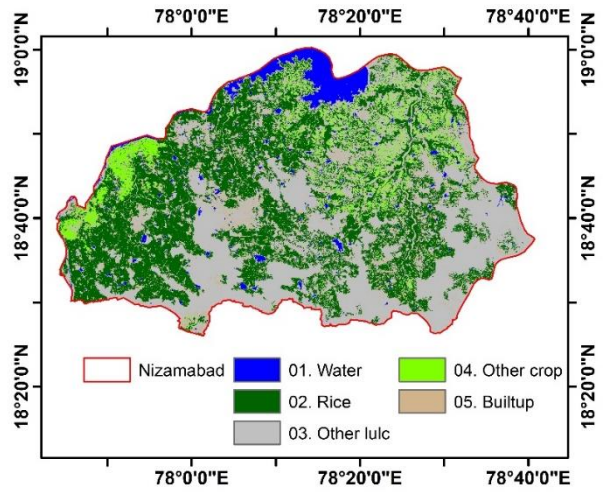 78°0'0"E 78°20'0"E 78°40'0"E
19°0'0"N 19°0'0"N
18°40'0"N 18°40'0"N
18°20'0"N 18°20'0"N
Nizamabad 01. Water 04. Other crop
02. Rice 05. Builtup
03. Other lulc
78°0'0"E 78°20'0"E 78°40'0"E